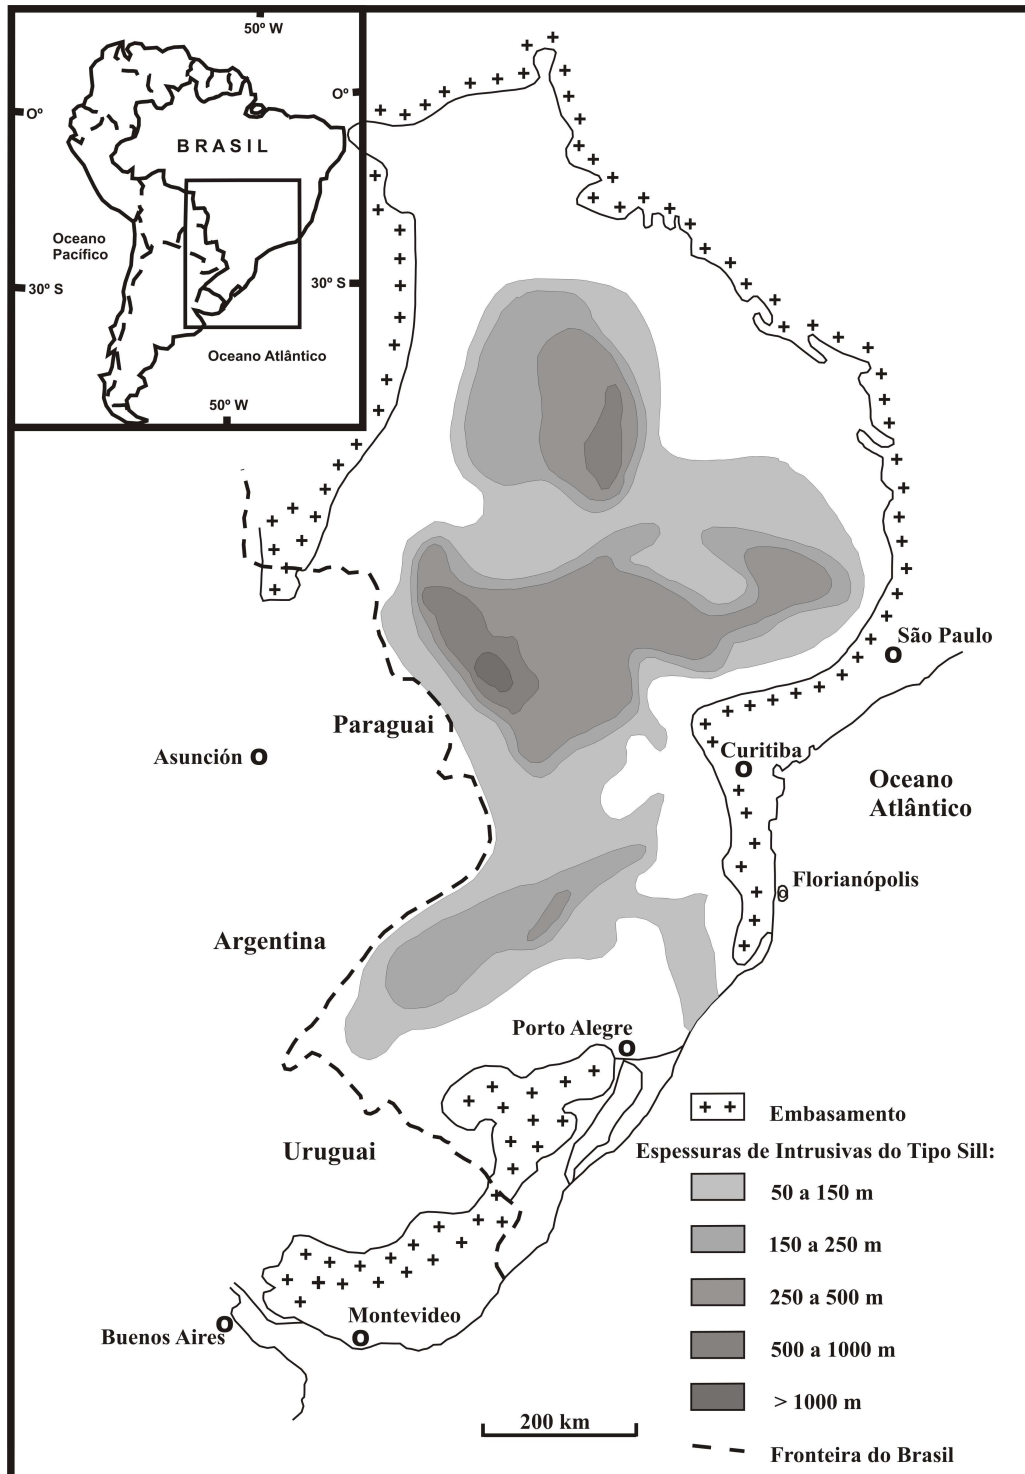 50º W
Oº
Oº
BRASIL
Oceano
Pacífico
30º S
30º S
Oceano Atlântico
50º W
São Paulo
Paraguai
Asunción
Curitiba
Oceano
Atlântico
Florianópolis
Argentina
Porto Alegre
Embasamento
Uruguai
Espessuras de Intrusivas do Tipo Sill:
50 a 150 m
150 a 250 m
250 a 500 m
Montevideo
Buenos Aires
500 a 1000 m
> 1000 m
200 km
Fronteira do Brasil